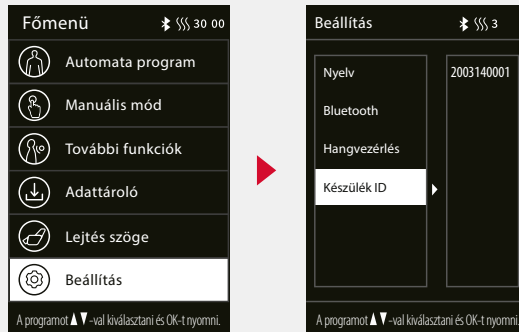 Főmenü 30 00
Automata program
Manuális mód
További funkciók
Adattároló
Lejtés szöge
Beállítás
A programot ▲▼-val kiválasztani és OK-t nyomni.
Beállítás 3
Nyelv 2003140001
Bluetooth
Hangvezérlés
Készülék ID
A programot ▲▼-val kiválasztani és OK-t nyomni